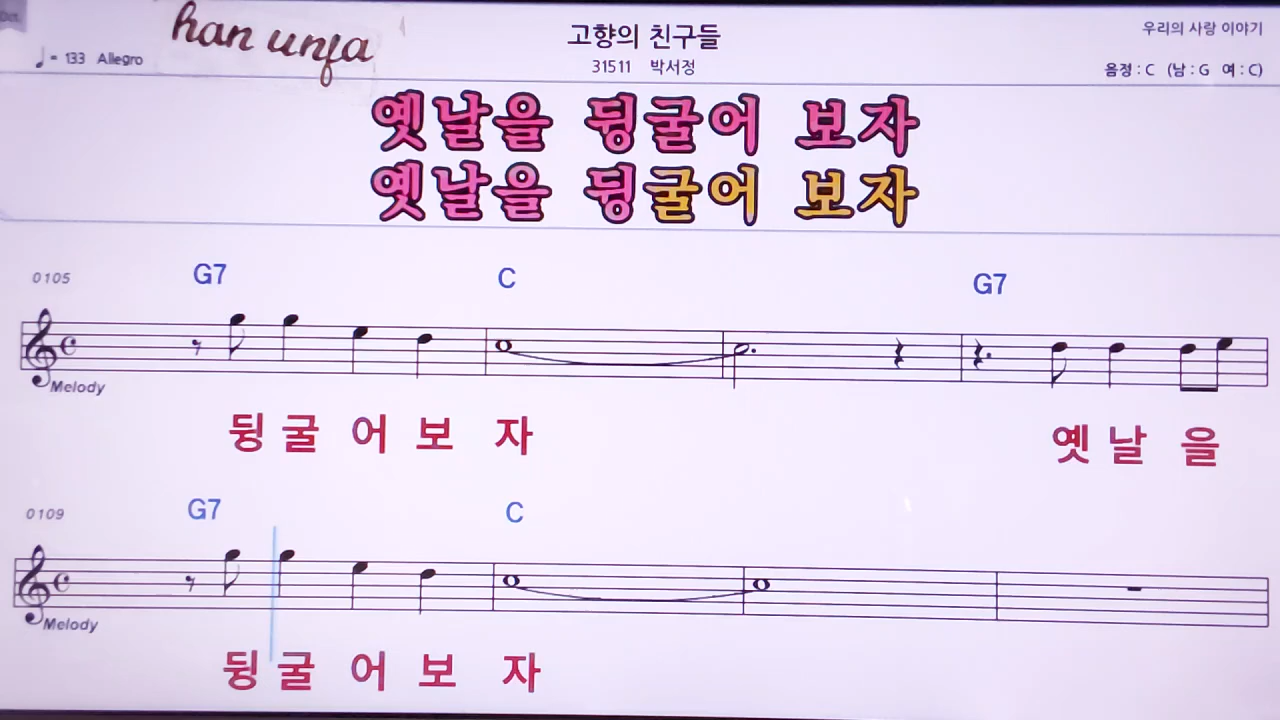 han unfa
고향의 친구들
우리의 사랑 이야기
♩= 133 Allegro
31511 박서정
음정 : C (남 : G 여 : C)
옛날을 뒹굴어 보자
옛날을 뒹굴어 보자
0105
G7 C G7
Melody
뒹 굴 어 보 자 옛 날 을
0109
G7 C
Melody
뒹 굴 어 보 자